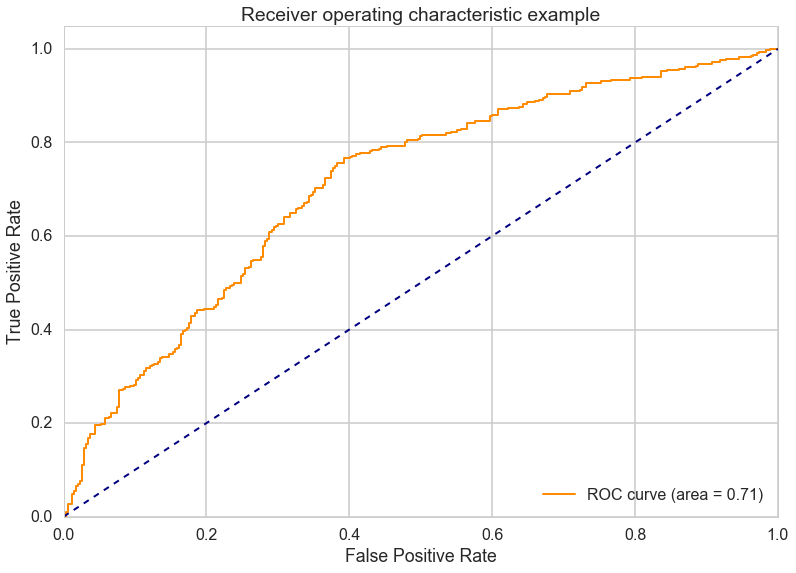 Receiver operating characteristic example
True Positive Rate
1.0
0.8
0.6
0.4
0.2
0.0
ROC curve (area = 0.71)
0.0 0.2 0.4 0.6 0.8 1.0
False Positive Rate